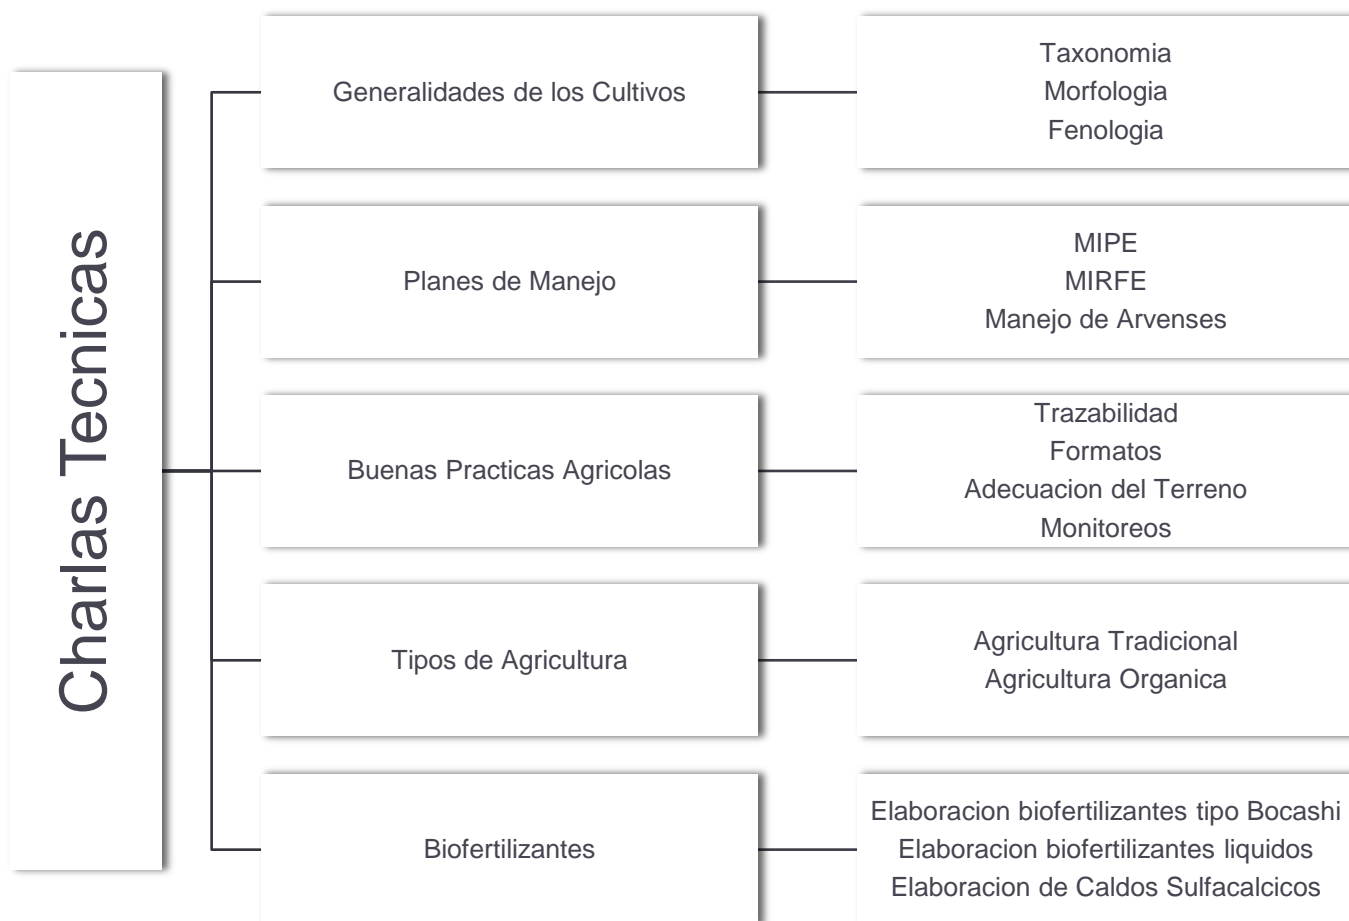 Charlas Tecnicas
Generalidades de los Cultivos
Taxonomia
Morfologia
Fenologia
Planes de Manejo
MIPE
MIRFE
Manejo de Arvenses
Buenas Practicas Agricolas
Trazabilidad
Formatos
Adecuacion del Terreno
Monitoreos
Tipos de Agricultura
Agricultura Tradicional
Agricultura Organica
Biofertilizantes
Elaboracion biofertilizantes tipo Bocashi
Elaboracion biofertilizantes liquidos
Elaboracion de Caldos Sulfacalcicos